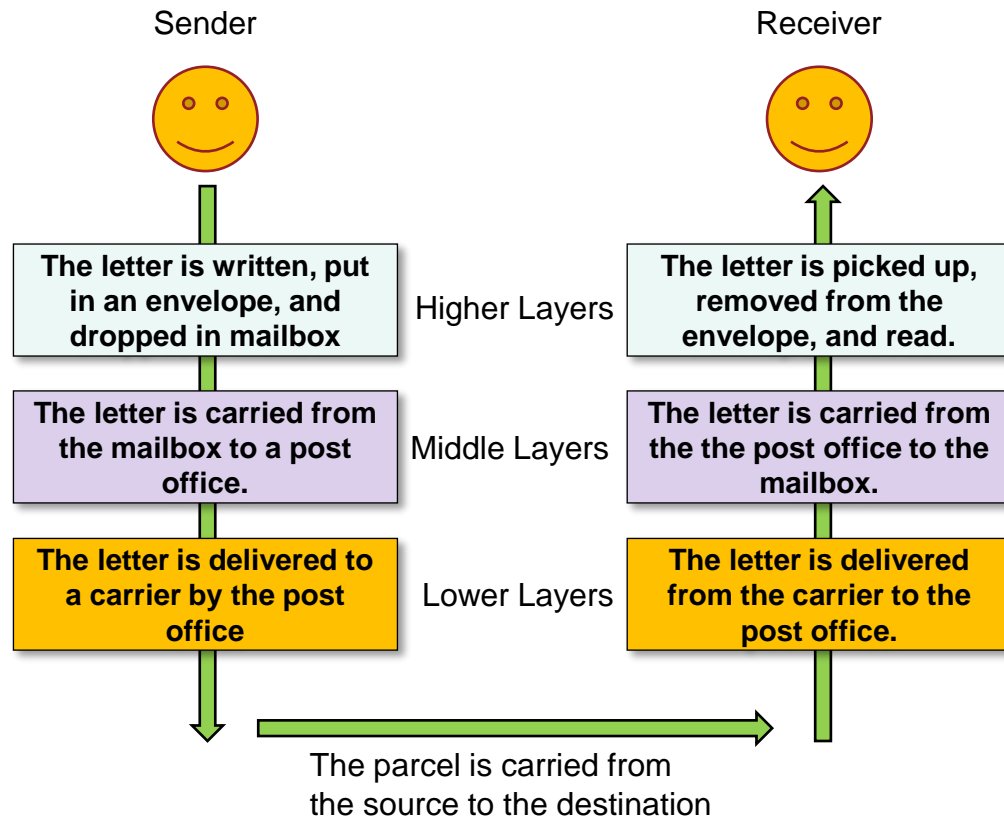 Sender
Receiver
The letter is written, put
in an envelope, and
dropped in mailbox
Higher Layers
The letter is picked up,
removed from the
envelope, and read.
The letter is carried from
the mailbox to a post
office.
Middle Layers
The letter is carried from
the the post office to the
mailbox.
The letter is delivered to
a carrier by the post
office
Lower Layers
The letter is delivered
from the carrier to the
post office.
The parcel is carried from
the source to the destination